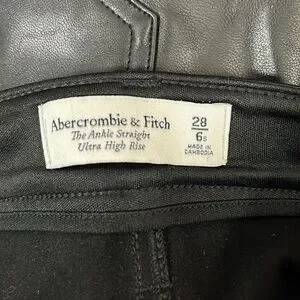 Abercrombie & Fitch
The Ankle Straight
Ultra High Rise
28
6S
MADE IN
CAMBODIA